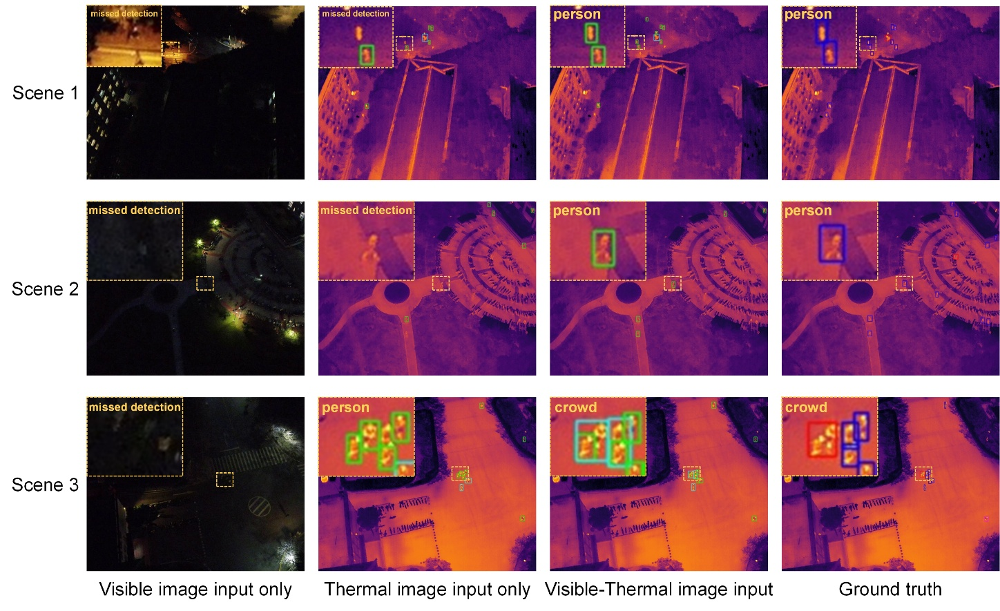 missed detection
missed detection
person
person
Scene 1
missed detection
missed detection
person
person
Scene 2
missed detection
person
crowd
crowd
Scene 3
Visible image input only
Thermal image input only
Visible-Thermal image input
Ground truth